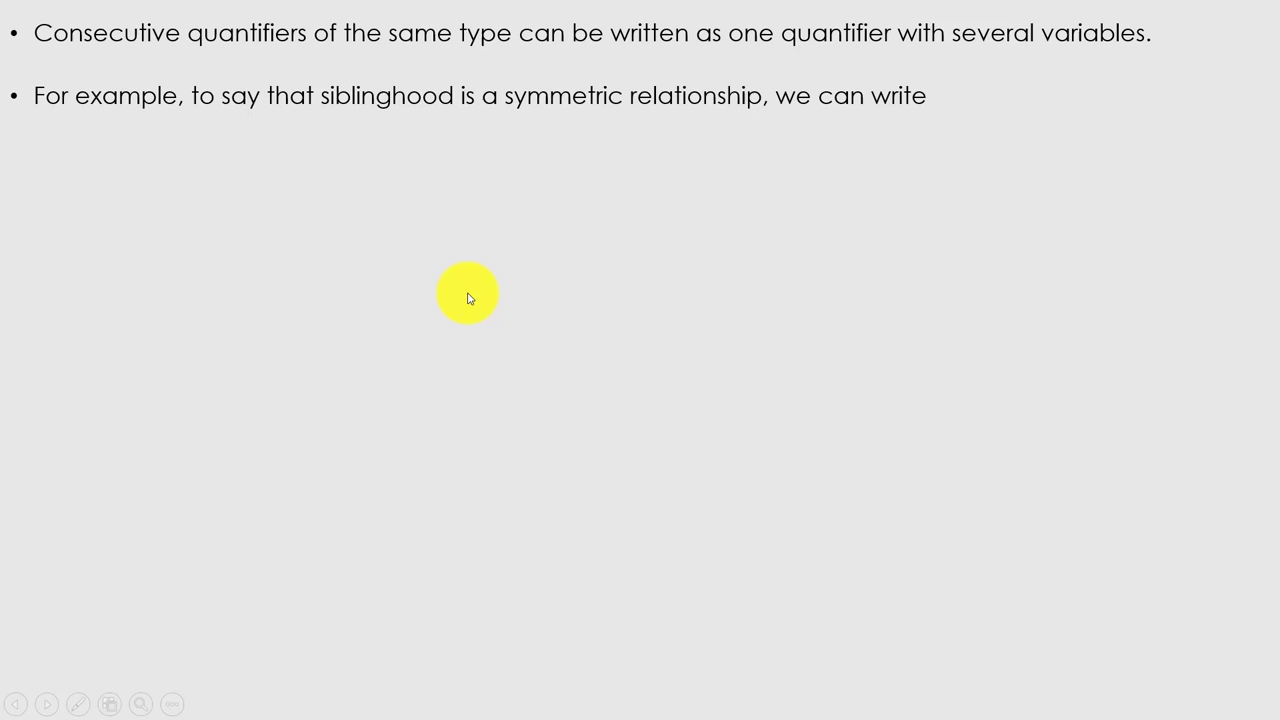 • Consecutive quantifiers of the same type can be written as one quantifier with several variables.
• For example, to say that siblinghood is a symmetric relationship, we can write